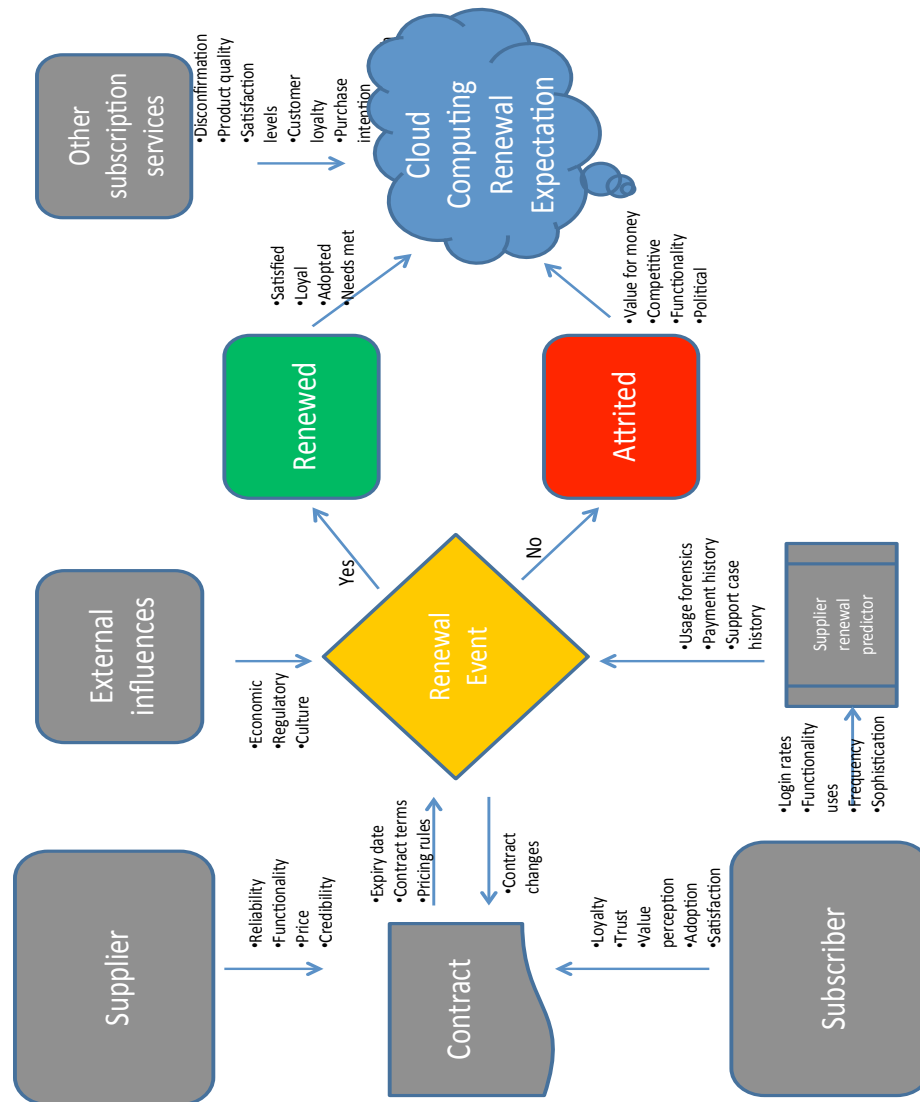 Supplier
•Reliability
•Functionality
•Price
•Credibility
Contract
•Expiry date
•Contract terms
•Pricing rules
•Contract
changes
Subscriber
•Loyalty
•Trust
•Value
perception
•Adoption
•Satisfaction
•Login rates
•Functionality
uses
•Frequency
•Sophistication
Supplier
renewal
predictor
•Usage forensics
•Payment history
•Support case
history
External
influences
•Economic
•Regulatory
•Culture
Renewal
Event
Yes
No
Renewed
•Satisfied
•Loyal
•Adopted
•Needs met
Attrited
•Value for money
•Competitive
•Functionality
•Political
Other
subscription
services
•Disconfirmation
•Product quality
•Satisfaction
levels
•Customer
loyalty
•Purchase
intention
Cloud
Computing
Renewal
Expectation